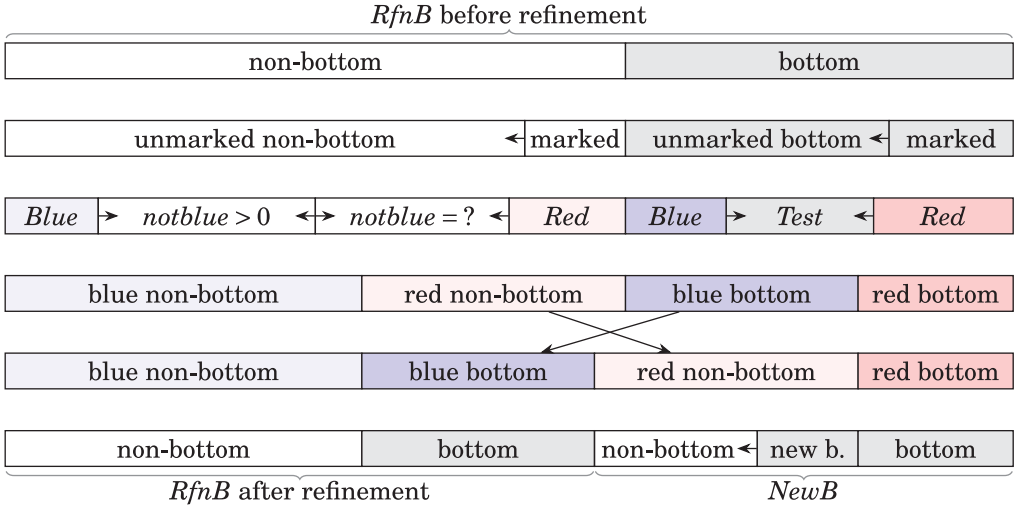 RfnB before refinement
non-bottom bottom
unmarked non-bottom marked unmarked bottom marked
Blue notblue > 0 notblue = ? Red Blue Test Red
blue non-bottom red non-bottom blue bottom red bottom
blue non-bottom blue bottom red non-bottom red bottom
non-bottom bottom non-bottom new b. bottom
RfnB after refinement NewB